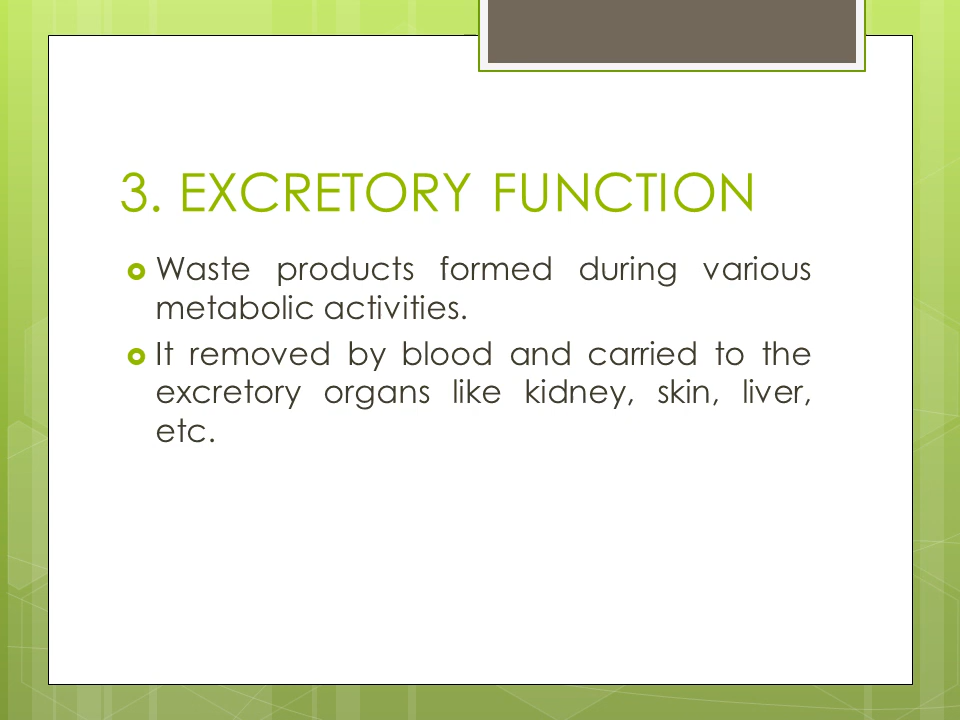 3. EXCRETORY FUNCTION
Waste products formed during various
metabolic activities.
It removed by blood and carried to the
excretory organs like kidney, skin, liver,
etc.